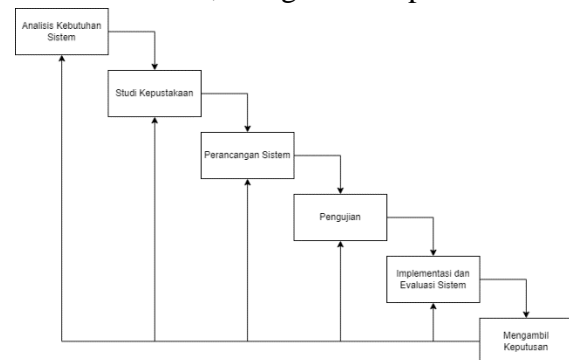 Analisis Kebutuhan
Sistem
Studi Kepustakaan
Perancangan Sistem
Pengujian
Implementasi dan
Evaluasi Sistem
Mengambil
Keputusan